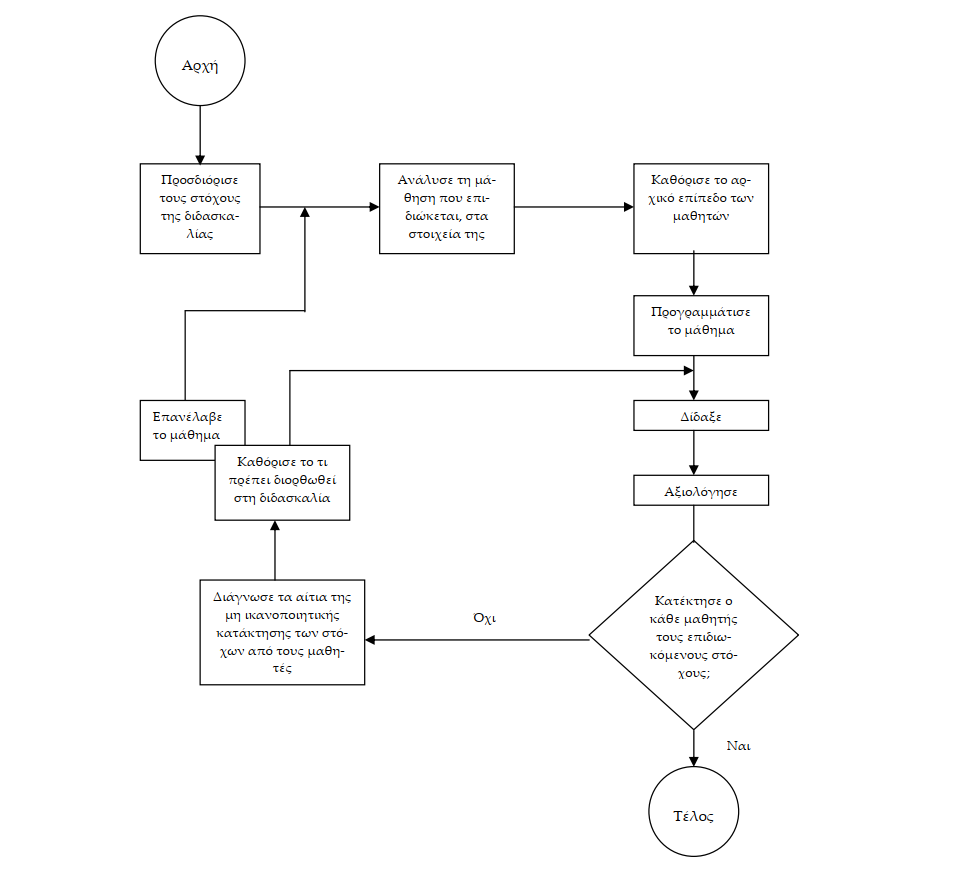 Αρχή
Προσδιόρισε
τους στόχους
της διδασκα-
λίας
Ανάλυσε τη μά-
θηση που επι-
διώκεται, στα
στοιχεία της
Καθόρισε το αρ-
χικό επίπεδο των
μαθητών
Προγραμμάτισε
το μάθημα
Επανέλαβε
το μάθημα
Δίδαξε
Καθόρισε το τι
πρέπει διορθωθεί
στη διδασκαλία
Αξιολόγησε
Διάγνωσε τα αίτια της
μη ικανοποιητικής
κατάκτησης των στό-
χων από τους μαθη-
τές
Όχι
Κατέκτησε ο
κάθε μαθητής
τους επιδιω-
κόμενους στό-
χους;
Ναι
Τέλος